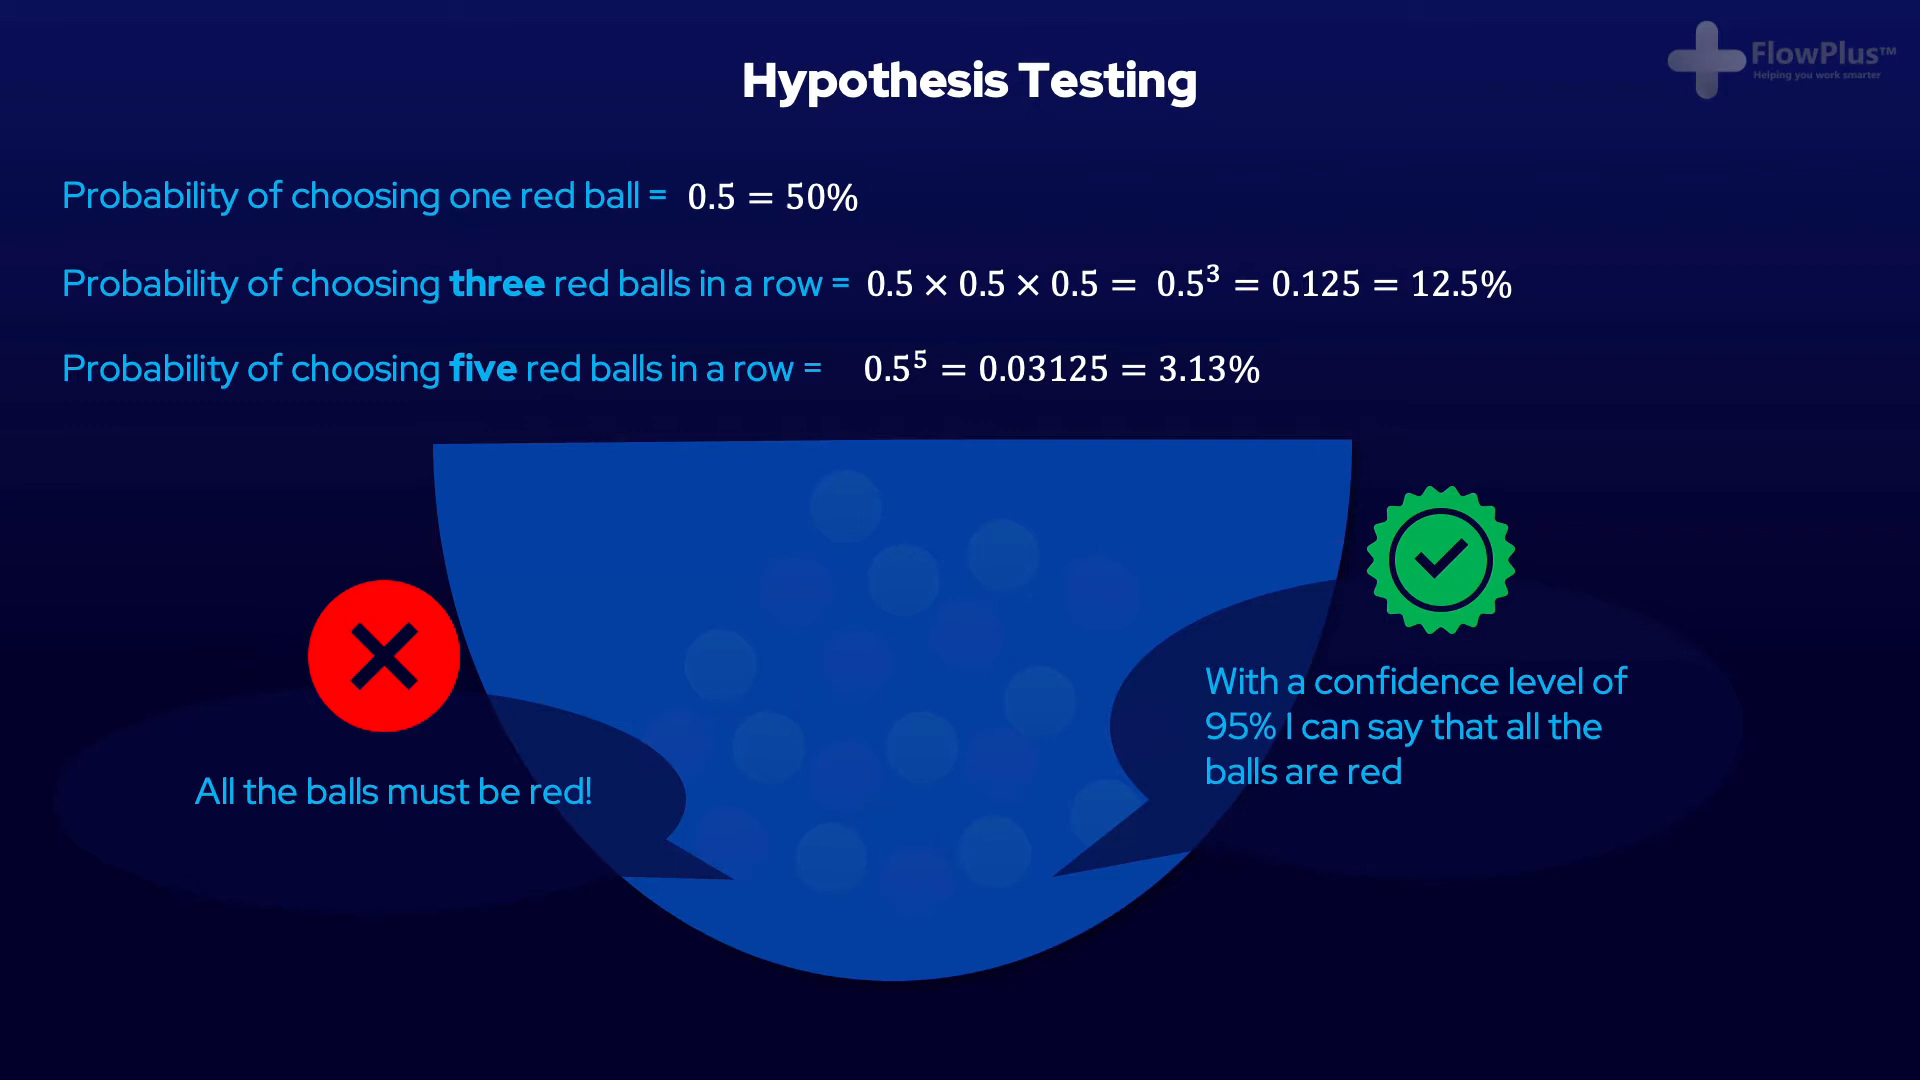 FlowPlus™
Helping you work smarter
Hypothesis Testing
Probability of choosing one red ball = 0.5 = 50%
Probability of choosing three red balls in a row = 0.5 × 0.5 × 0.5 = 0.5³ = 0.125 = 12.5%
Probability of choosing five red balls in a row = 0.5⁵ = 0.03125 = 3.13%
All the balls must be red!
With a confidence level of
95% I can say that all the
balls are red